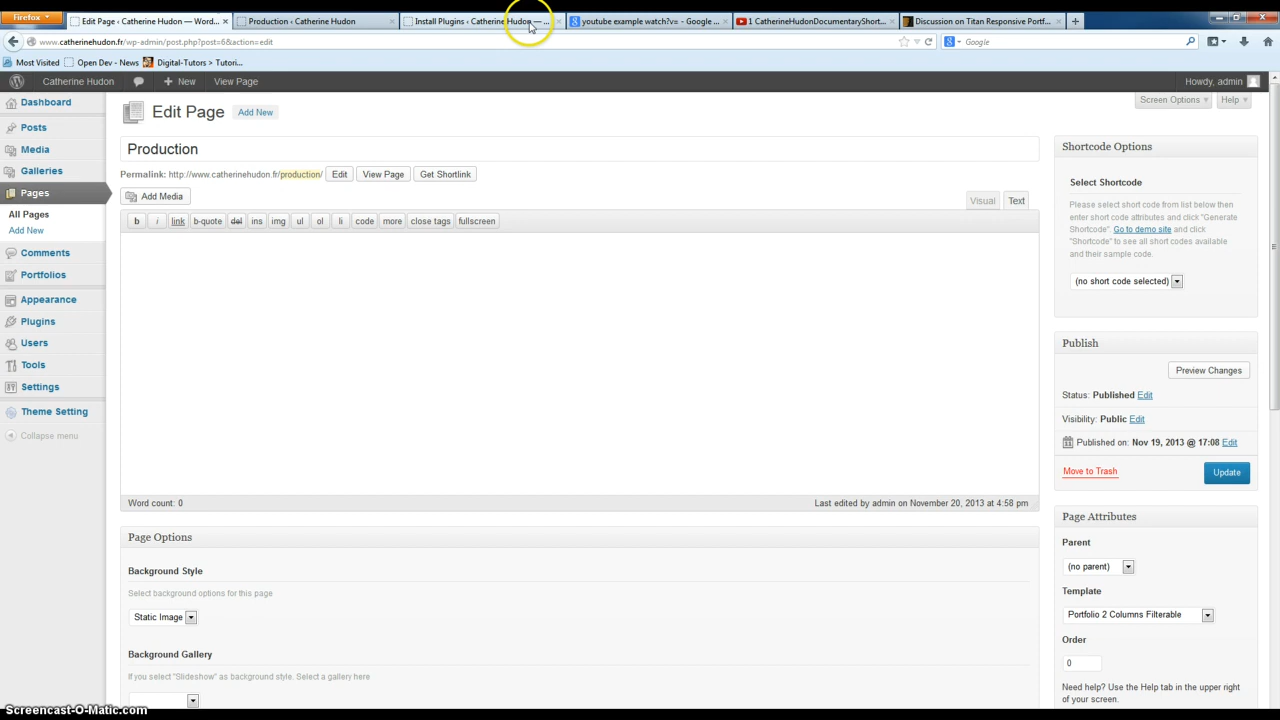 Firefox
Edit Page ‹ Catherine Hudon — Word...
Production ‹ Catherine Hudon
Install Plugins ‹ Catherine Hudon — ...
youtube example watch?v= - Google ...
1 CatherineHudonDocumentaryShort...
Discussion on Titan Responsive Portf...
www.catherinehudon.fr/wp-admin/post.php?post=6&action=edit
Google
Most Visited
Open Dev - News
Digital-Tutors > Tutori...
Catherine Hudon
New
View Page
Howdy, admin
Screen Options
Help
Dashboard
Posts
Media
Galleries
Pages
All Pages
Add New
Comments
Portfolios
Appearance
Plugins
Users
Tools
Settings
Theme Setting
Collapse menu
Edit Page
Add New
Production
Permalink: http://www.catherinehudon.fr/production/
Edit
View Page
Get Shortlink
Add Media
Visual
Text
b
i
link
b-quote
del
ins
img
ul
ol
li
code
more
close tags
fullscreen
Word count: 0
Last edited by admin on November 20, 2013 at 4:58 pm
Page Options
Background Style
Select background options for this page
Static Image
Background Gallery
If you select "Slideshow" as background style. Select a gallery here
Shortcode Options
Select Shortcode
Please select short code from list below then
enter short code attributes and click "Generate
Shortcode". Go to demo site and click
"Shortcode" to see all short codes available
and their sample code.
(no short code selected)
Publish
Preview Changes
Status: Published Edit
Visibility: Public Edit
Published on: Nov 19, 2013 @ 17:08 Edit
Move to Trash
Update
Page Attributes
Parent
(no parent)
Template
Portfolio 2 Columns Filterable
Order
0
Need help? Use the Help tab in the upper right
of your screen.
Screencast-O-Matic.com